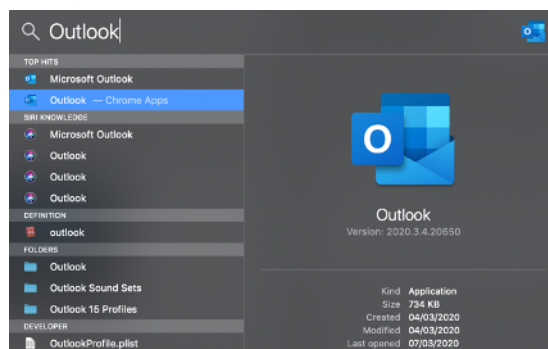 Outlook
TOP HITS
Microsoft Outlook
Outlook — Chrome Apps
SIRI KNOWLEDGE
Microsoft Outlook
Outlook
Outlook
Outlook
DEFINITION
outlook
FOLDERS
Outlook
Outlook Sound Sets
Outlook 15 Profiles
DEVELOPER
OutlookProfile.plist
O
Outlook
Version: 2020.3.4.20650
Kind Application
Size 734 KB
Created 04/03/2020
Modified 04/03/2020
Last opened 07/03/2020